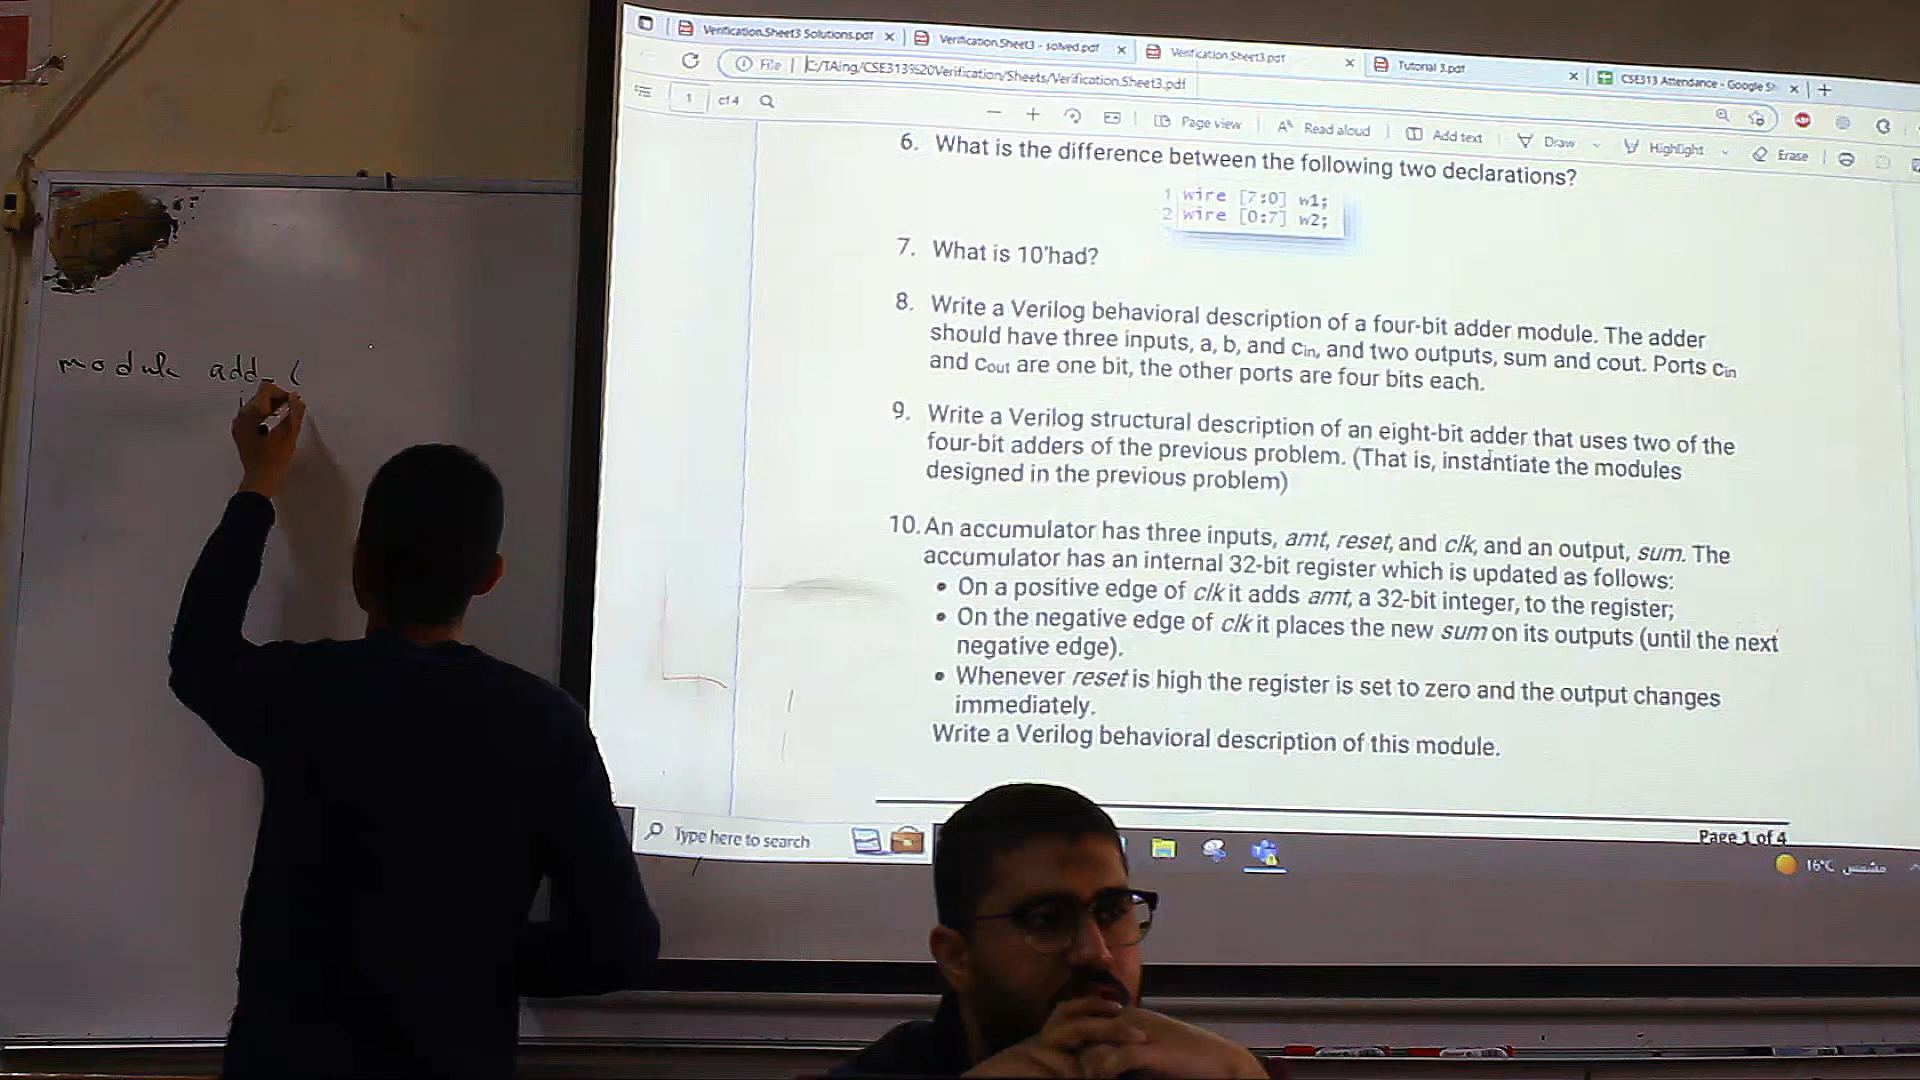 Verification.Sheet3 Solutions.pdf
Verification.Sheet3 - solved.pdf
Verification.Sheet3.pdf
Tutorial 3.pdf
CSE313 Attendance - Google Sh
File | C:/TAing/CSE313%20Verification/Sheets/Verification.Sheet3.pdf
1 of 4
Page view
Read aloud
Add text
Draw
Highlight
Erase
6. What is the difference between the following two declarations?
1 wire [7:0] w1;
2 wire [0:7] w2;
7. What is 10'had?
8. Write a Verilog behavioral description of a four-bit adder module. The adder
should have three inputs, a, b, and cin, and two outputs, sum and cout. Ports cin
and cout are one bit, the other ports are four bits each.
9. Write a Verilog structural description of an eight-bit adder that uses two of the
four-bit adders of the previous problem. (That is, instantiate the modules
designed in the previous problem)
10. An accumulator has three inputs, amt, reset, and clk, and an output, sum. The
accumulator has an internal 32-bit register which is updated as follows:
• On a positive edge of clk it adds amt, a 32-bit integer, to the register;
• On the negative edge of clk it places the new sum on its outputs (until the next
negative edge).
• Whenever reset is high the register is set to zero and the output changes
immediately.
Write a Verilog behavioral description of this module.
Page 1 of 4
Type here to search
16°C مشمس
module add- (